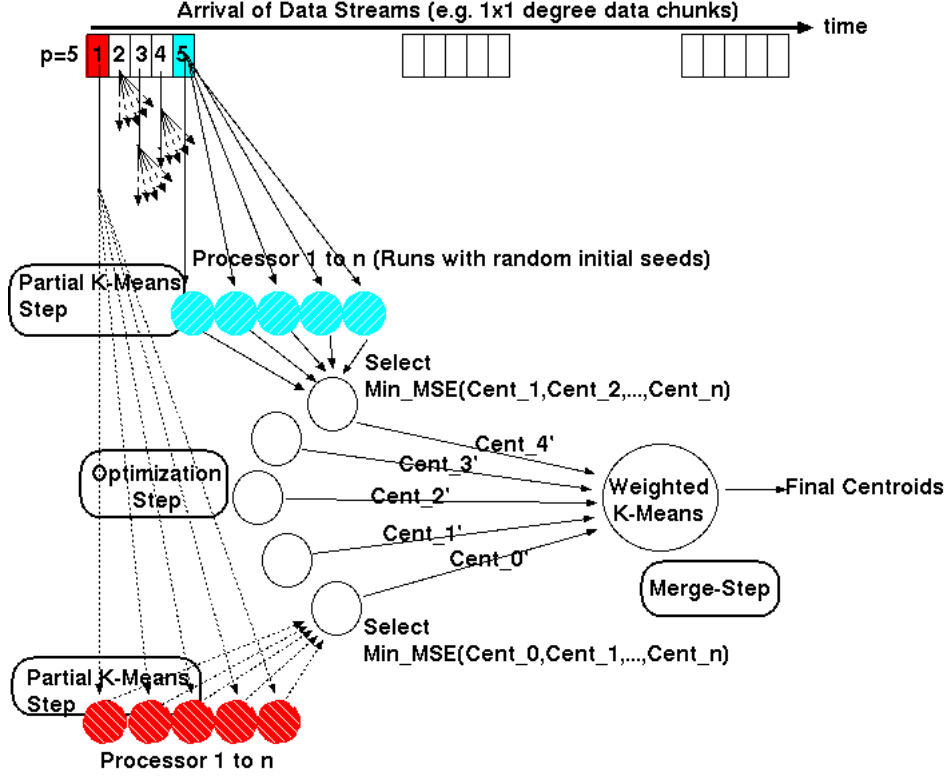 Arrival of Data Streams (e.g. 1x1 degree data chunks)
time
p=5 1 2 3 4 5
Processor 1 to n (Runs with random initial seeds)
Partial K-Means
Step
Select
Min_MSE(Cent_1,Cent_2,...,Cent_n)
Cent_4'
Cent_3'
Optimization
Step
Cent_2'
Weighted
K-Means
Final Centroids
Cent_1'
Cent_0'
Merge-Step
Select
Min_MSE(Cent_0,Cent_1,...,Cent_n)
Partial K-Means
Step
Processor 1 to n